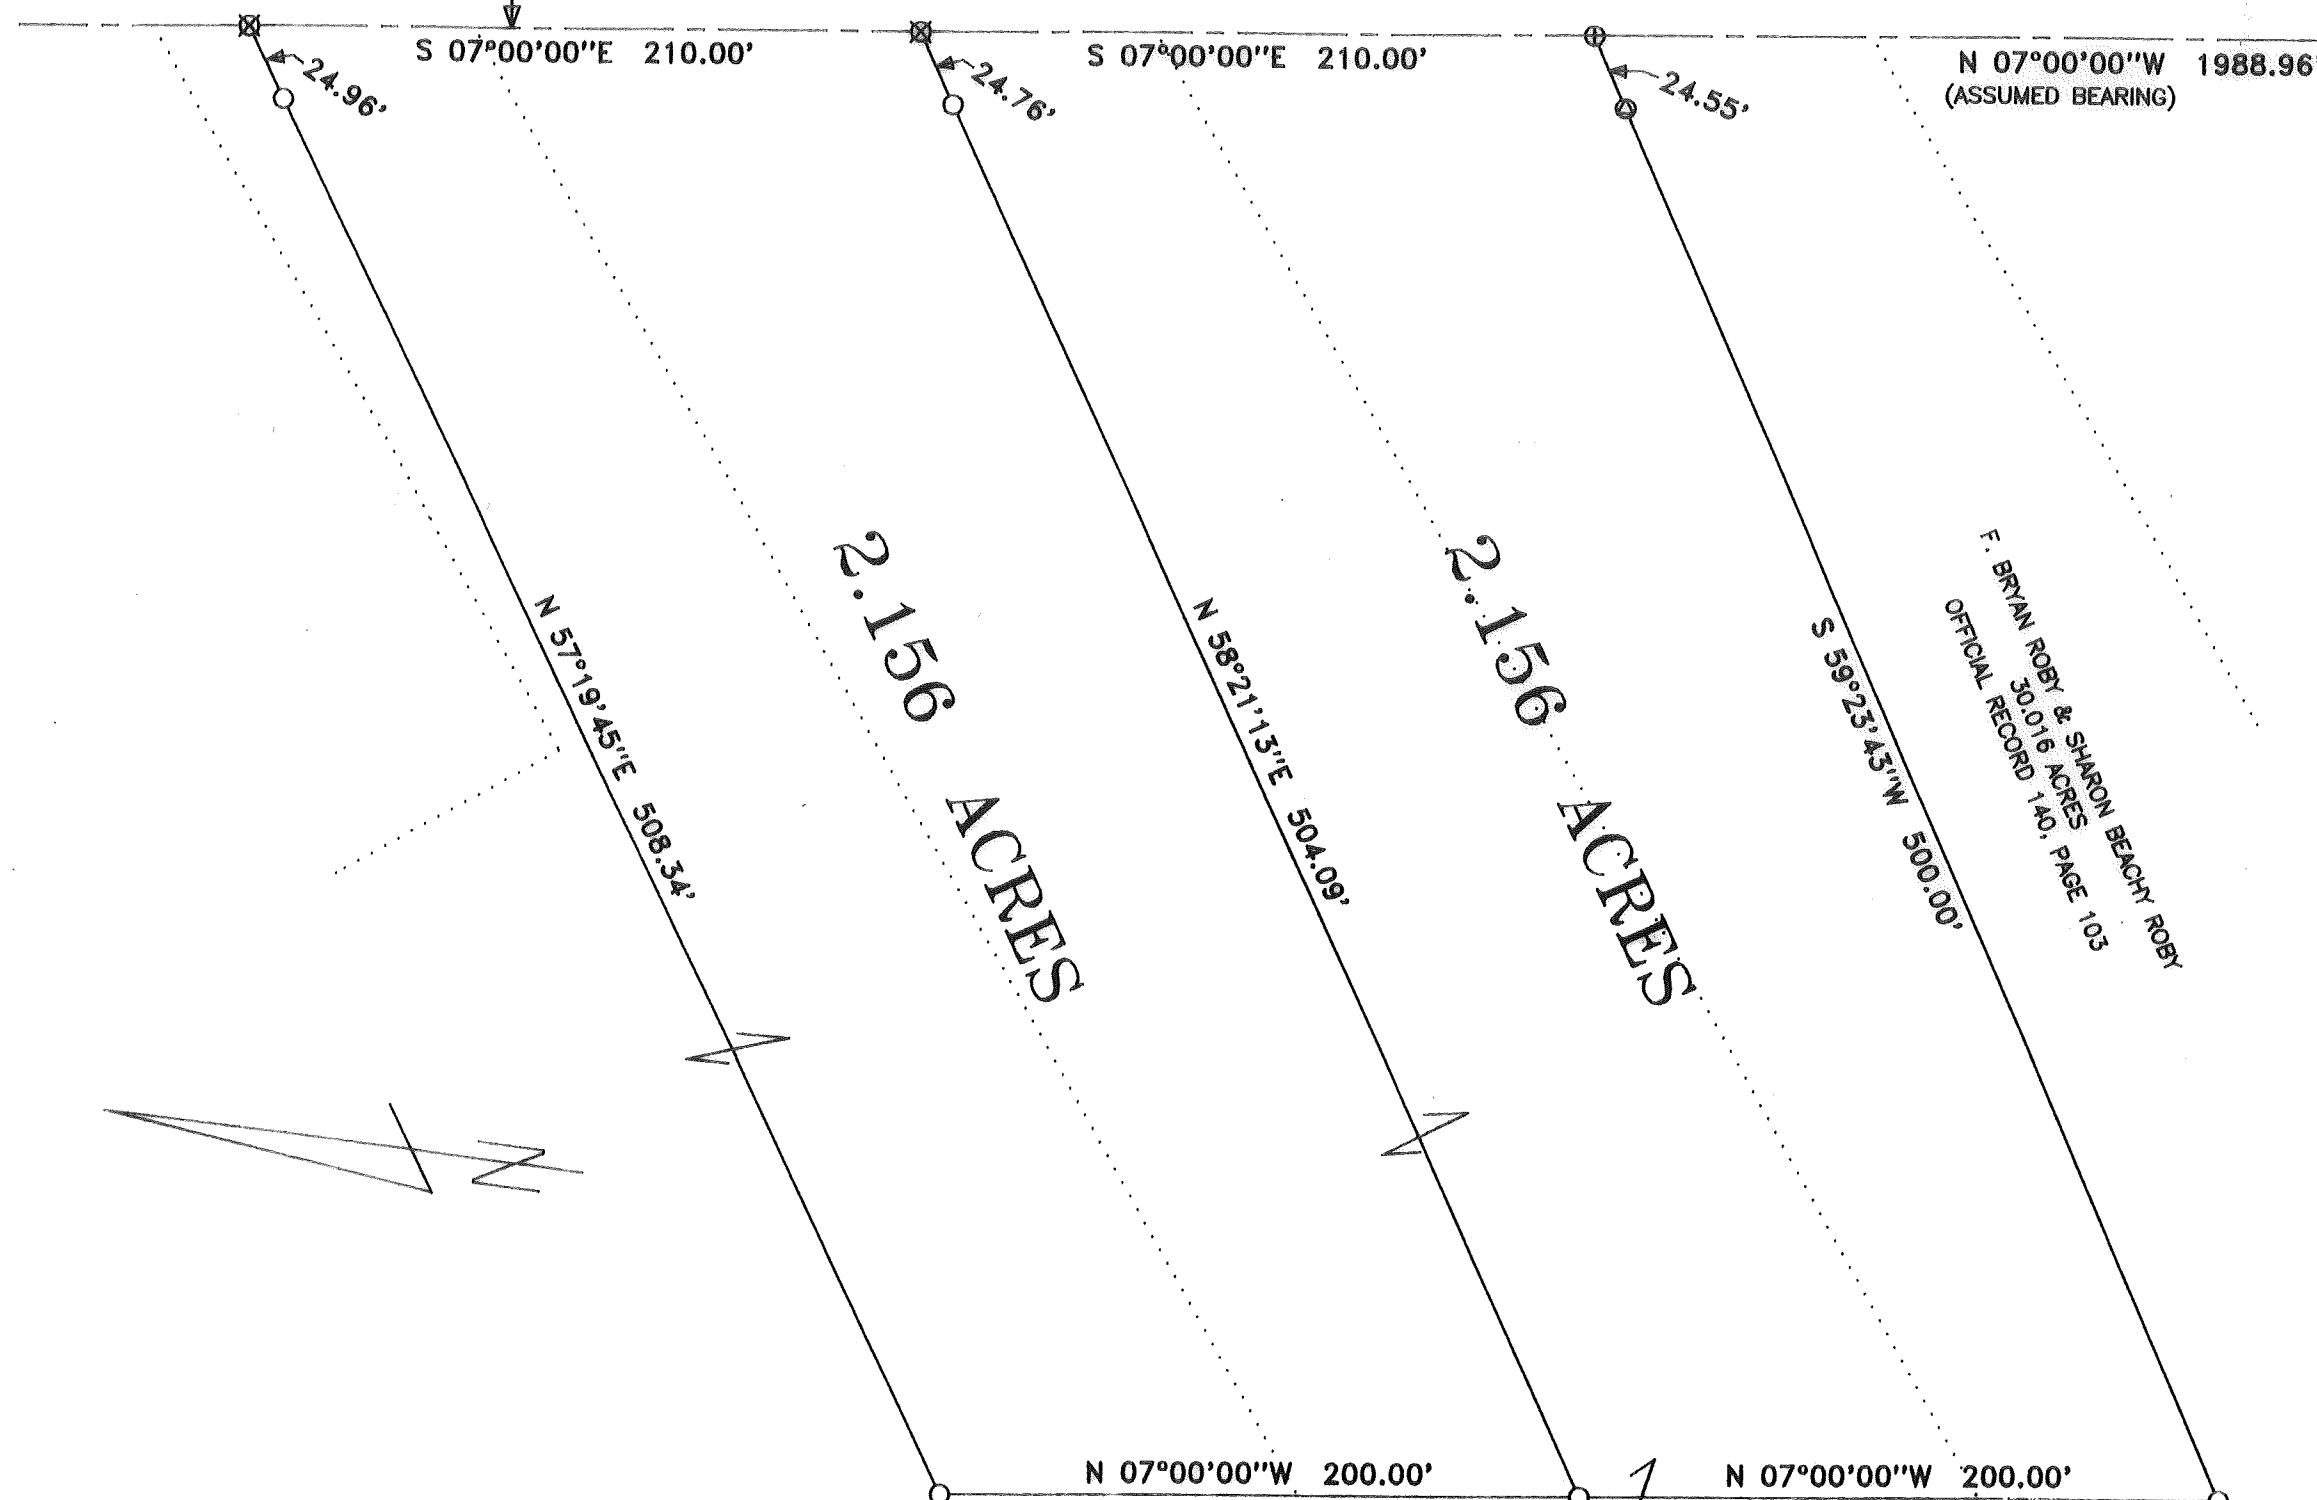 S 07°00'00"E 210.00'
S 07°00'00"E 210.00'
N 07°00'00"W 1988.96'
(ASSUMED BEARING)
24.96'
24.76'
24.55'
N 57°19'45"E 508.34'
2.156 ACRES
N 58°21'13"E 504.09'
2.156 ACRES
S 59°23'43"W 500.00'
F. BRYAN ROBY & SHARON BEACHY ROBY
30.016 ACRES
OFFICIAL RECORD 140, PAGE 103
N
N 07°00'00"W 200.00'
N 07°00'00"W 200.00'